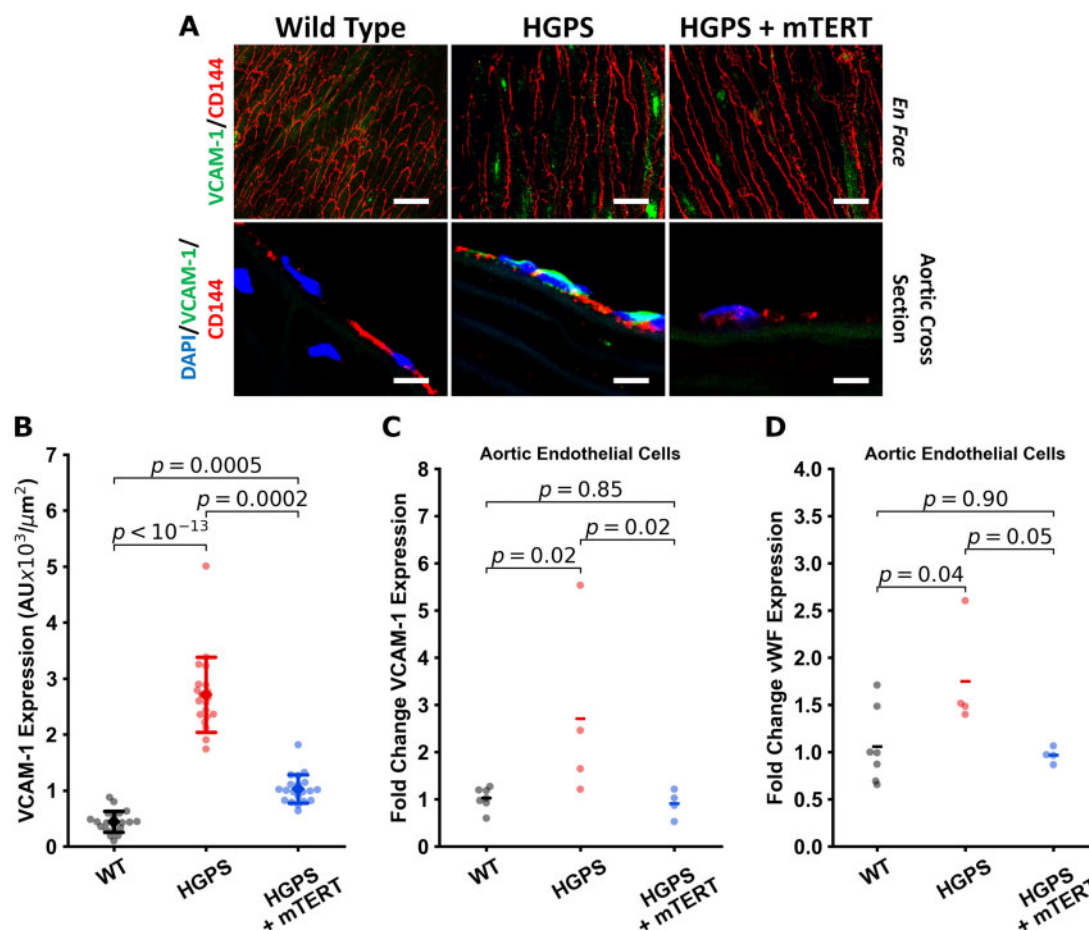 A
Wild Type
HGPS
HGPS + mTERT
VCAM-1/CD144
En Face
DAPI/VCAM-1/
CD144
Aortic Cross
Section
B
VCAM-1 Expression (AUx10³/μm²)
7
6
5
4
3
2
1
0
p = 0.0005
p = 0.0002
p < 10⁻¹³
WT
HGPS
HGPS
+ mTERT
C
Aortic Endothelial Cells
Fold Change VCAM-1 Expression
8
7
6
5
4
3
2
1
0
p = 0.85
p = 0.02
p = 0.02
WT
HGPS
HGPS
+ mTERT
D
Aortic Endothelial Cells
Fold Change vWF Expression
4.0
3.5
3.0
2.5
2.0
1.5
1.0
0.5
0.0
p = 0.90
p = 0.05
p = 0.04
WT
HGPS
HGPS
+ mTERT